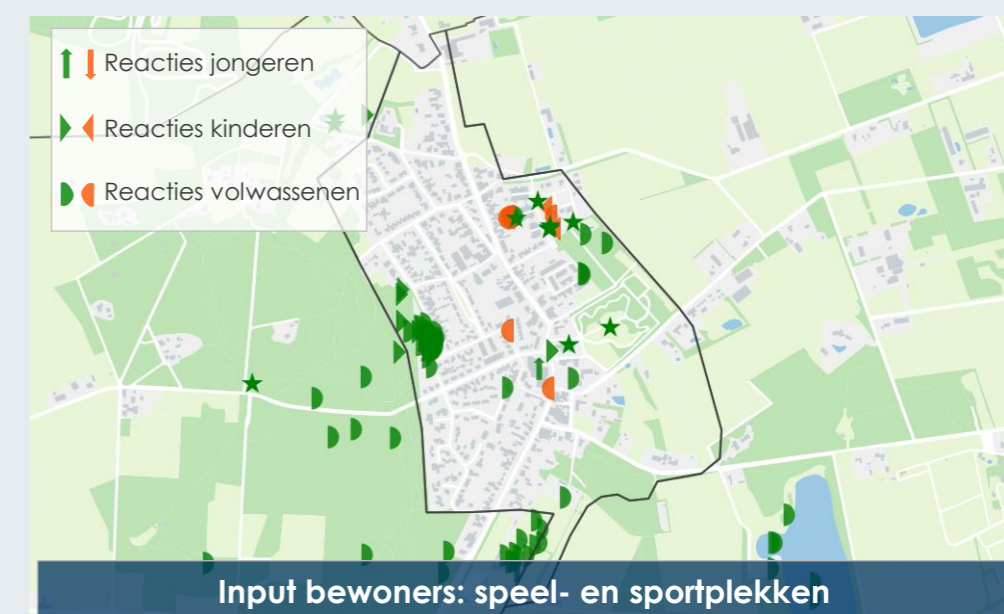 Reacties jongeren
Reacties kinderen
Reacties volwassenen
Input bewoners: speel- en sportplekken